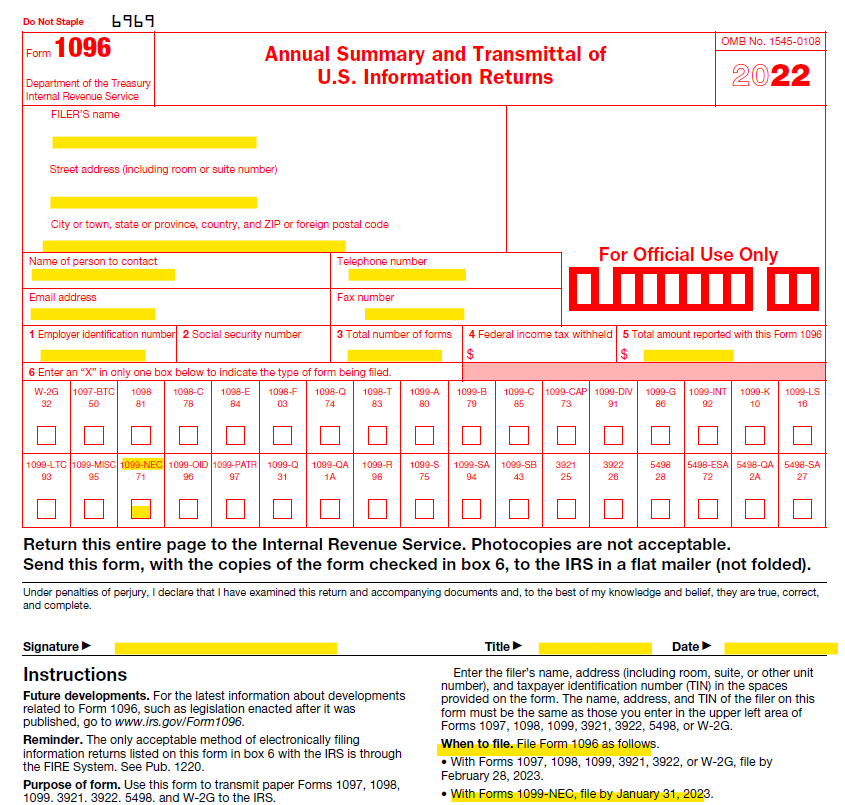 Do Not Staple 6969
Form 1096
Department of the Treasury
Internal Revenue Service
Annual Summary and Transmittal of
U.S. Information Returns
OMB No. 1545-0108
2022
FILER'S name
Street address (including room or suite number)
City or town, state or province, country, and ZIP or foreign postal code
Name of person to contact
Telephone number
Email address
Fax number
For Official Use Only
1 Employer identification number
2 Social security number
3 Total number of forms
4 Federal income tax withheld
$
5 Total amount reported with this Form 1096
$
6 Enter an “X” in only one box below to indicate the type of form being filed.
W-2G
32
1097-BTC
50
1098
81
1098-C
78
1098-E
84
1098-F
03
1098-Q
74
1098-T
83
1099-A
80
1099-B
79
1099-C
85
1099-CAP
73
1099-DIV
91
1099-G
86
1099-INT
92
1099-K
10
1099-LS
16
1099-LTC
93
1099-MISC
95
1099-NEC
71
1099-OID
96
1099-PATR
97
1099-Q
31
1099-QA
1A
1099-R
98
1099-S
75
1099-SA
94
1099-SB
43
3921
25
3922
26
5498
28
5498-ESA
72
5498-QA
2A
5498-SA
27
Return this entire page to the Internal Revenue Service. Photocopies are not acceptable.
Send this form, with the copies of the form checked in box 6, to the IRS in a flat mailer (not folded).
Under penalties of perjury, I declare that I have examined this return and accompanying documents and, to the best of my knowledge and belief, they are true, correct,
and complete.
Signature ▶ Title ▶ Date ▶
Instructions
Future developments. For the latest information about developments
related to Form 1096, such as legislation enacted after it was
published, go to www.irs.gov/Form1096.
Reminder. The only acceptable method of electronically filing
information returns listed on this form in box 6 with the IRS is through
the FIRE System. See Pub. 1220.
Purpose of form. Use this form to transmit paper Forms 1097, 1098,
1099, 3921, 3922, 5498, and W-2G to the IRS.
Enter the filer's name, address (including room, suite, or other unit
number), and taxpayer identification number (TIN) in the spaces
provided on the form. The name, address, and TIN of the filer on this
form must be the same as those you enter in the upper left area of
Forms 1097, 1098, 1099, 3921, 3922, 5498, or W-2G.
When to file. File Form 1096 as follows.
• With Forms 1097, 1098, 1099, 3921, 3922, or W-2G, file by
February 28, 2023.
• With Forms 1099-NEC, file by January 31, 2023.